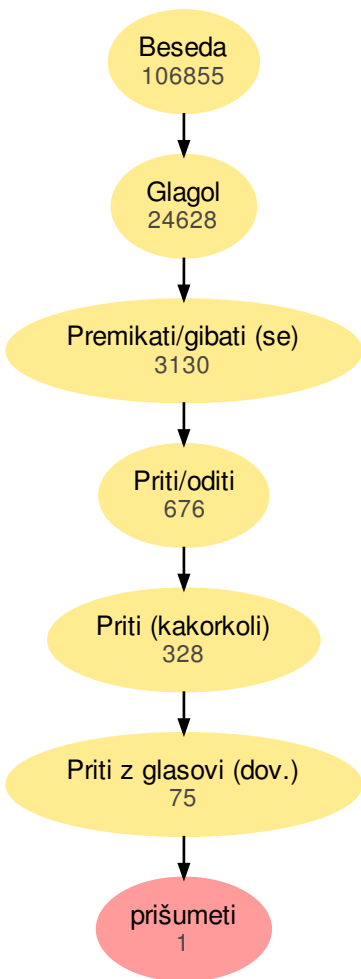 Beseda
106855
Glagol
24628
Premikati/gibati (se)
3130
Priti/oditi
676
Priti (kakorkoli)
328
Priti z glasovi (dov.)
75
prišumeti
1